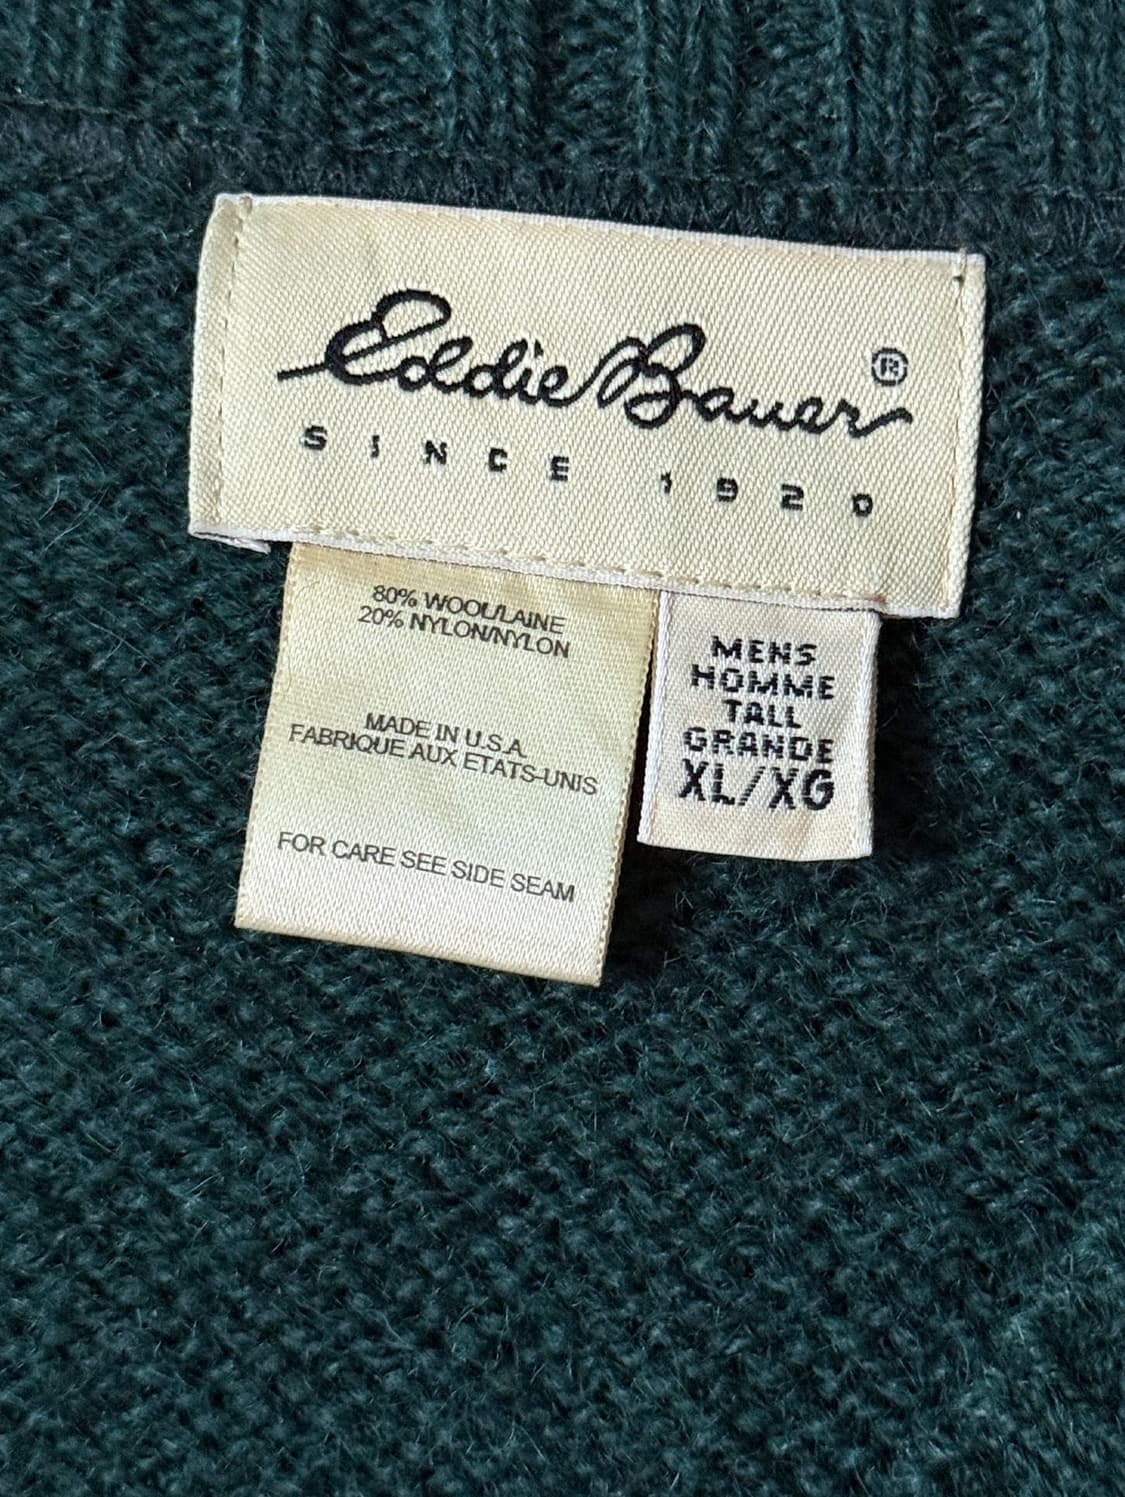 Eddie Bauer®
SINCE 1920
80% WOOL/LAINE
20% NYLON/NYLON
MADE IN U.S.A.
FABRIQUE AUX ETATS-UNIS
FOR CARE SEE SIDE SEAM
MENS
HOMME
TALL
GRANDE
XL/XG